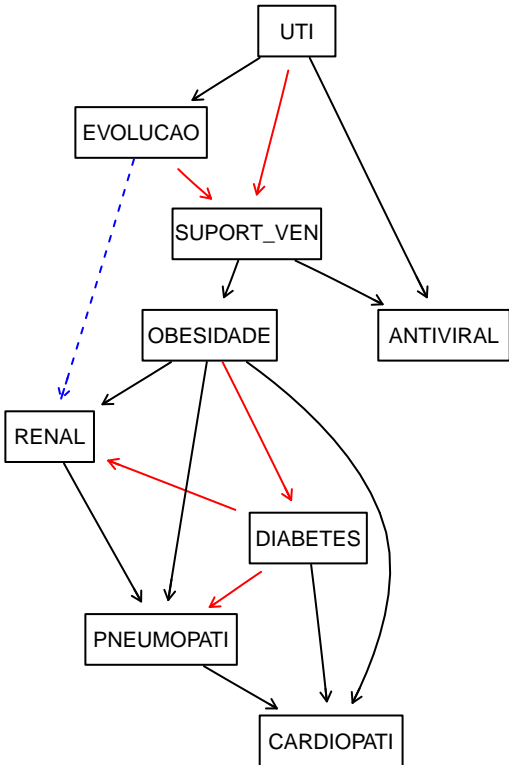 UTI
EVOLUCAO
SUPORT_VEN
OBESIDADE
ANTIVIRAL
RENAL
DIABETES
PNEUMOPATI
CARDIOPATI